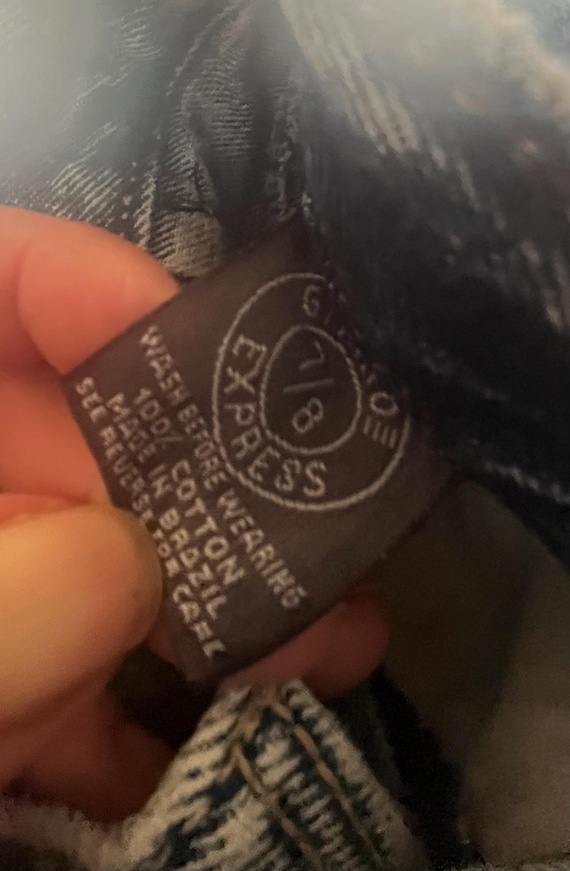 EXPRESS
7/8
WASH BEFORE WEARING
100% COTTON
MADE IN BRAZIL
SEE REVERSE FOR CARE